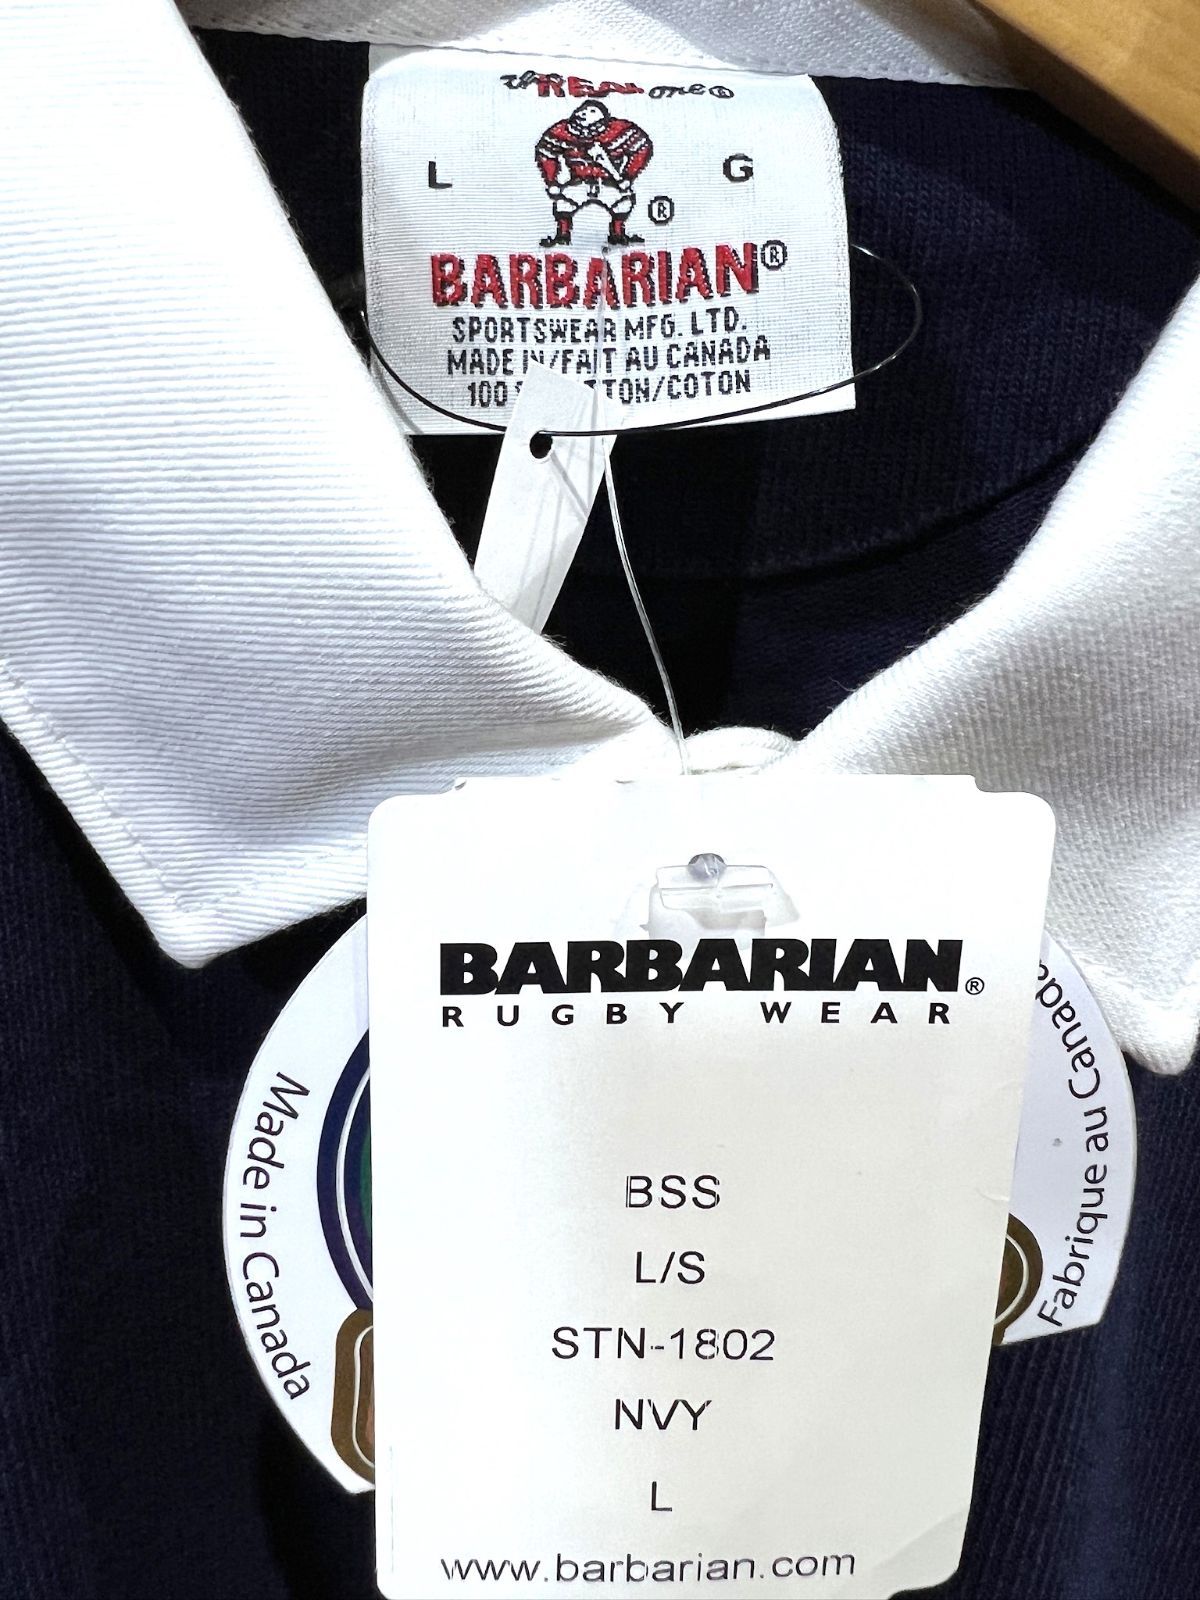 the REAL one®
L G
®
BARBARIAN®
SPORTSWEAR MFG. LTD.
MADE IN/FAIT AU CANADA
100 /COTON
BARBARIAN®
RUGBY WEAR
Made in Canada
Fabrique au Canada
BSS
L/S
STN-1802
NVY
L
www.barbarian.com